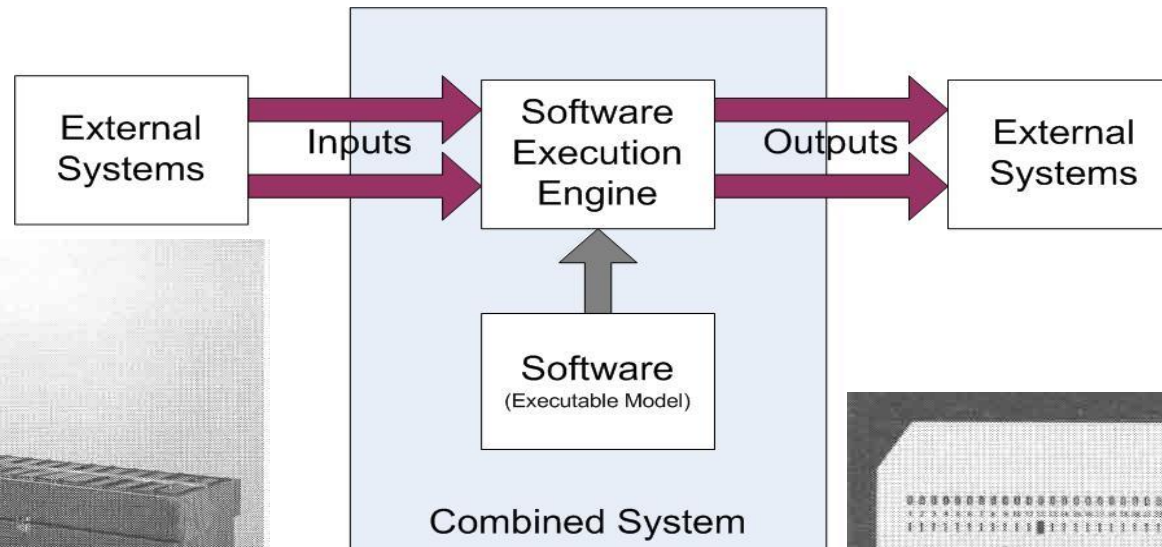 External
Systems
Inputs
Software
Execution
Engine
Outputs
External
Systems
Software
(Executable Model)
Combined System